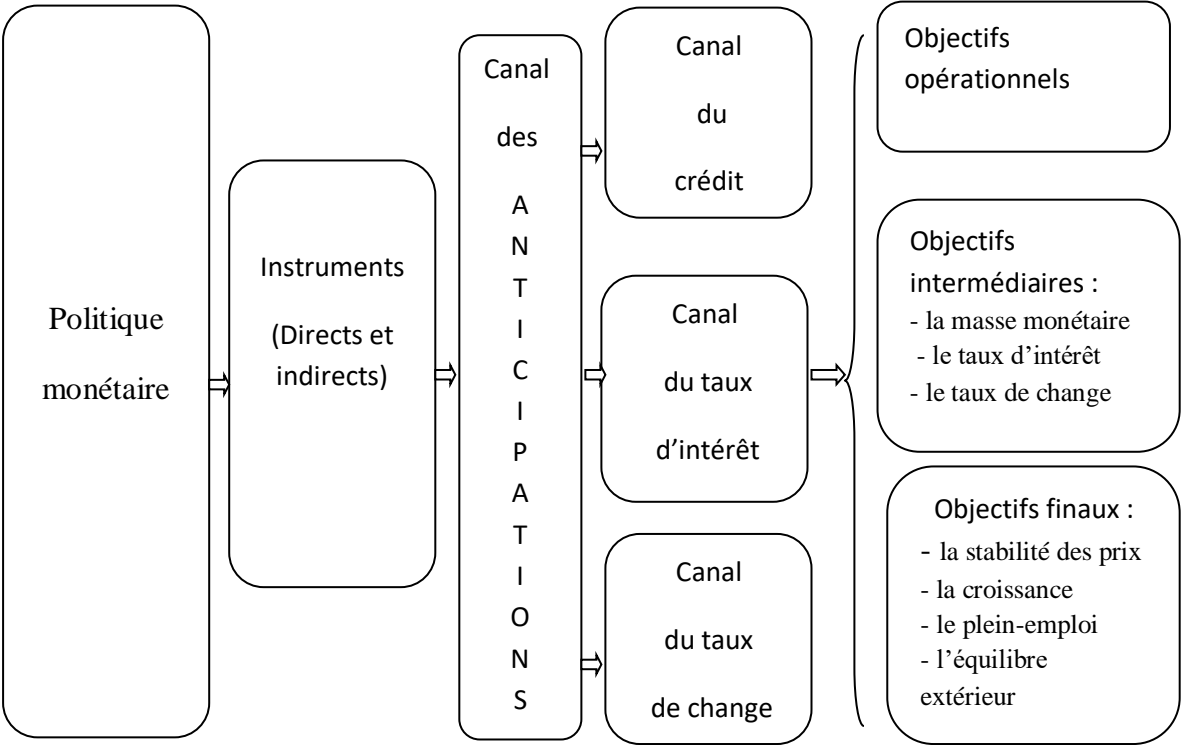 Politique
monétaire
Instruments
(Directs et
indirects)
Canal
des
A
N
T
I
C
I
P
A
T
I
O
N
S
Canal
du
crédit
Canal
du taux
d’intérêt
Canal
du taux
de change
Objectifs
opérationnels
Objectifs
intermédiaires :
- la masse monétaire
- le taux d’intérêt
- le taux de change
Objectifs finaux :
- la stabilité des prix
- la croissance
- le plein-emploi
- l’équilibre
extérieur